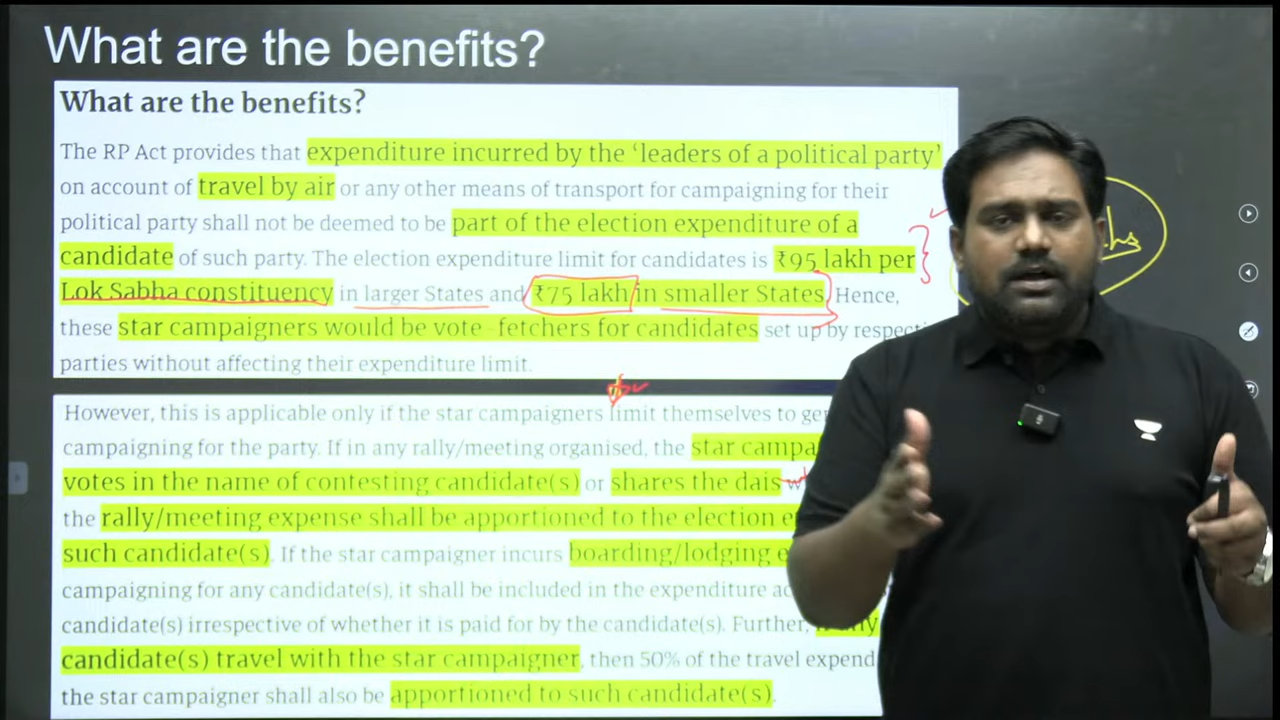 What are the benefits?
What are the benefits?
The RP Act provides that expenditure incurred by the ‘leaders of a political party’
on account of travel by air or any other means of transport for campaigning for their
political party shall not be deemed to be part of the election expenditure of a
candidate of such party. The election expenditure limit for candidates is ₹95 lakh per
Lok Sabha constituency in larger States and ₹75 lakh in smaller States. Hence,
these star campaigners would be vote-fetchers for candidates set up by
parties without affecting their expenditure limit.
However, this is applicable only if the star campaigners limit themselves to
campaigning for the party. If in any rally/meeting organised, the star
votes in the name of contesting candidate(s) or shares the dais
the rally/meeting expense shall be apportioned to the election
such candidate(s). If the star campaigner incurs boarding/lodging
campaigning for any candidate(s), it shall be included in the expenditure
candidate(s) irrespective of whether it is paid for by the candidate(s). Further,
candidate(s) travel with the star campaigner, then 50% of the travel
the star campaigner shall also be apportioned to such candidate(s).